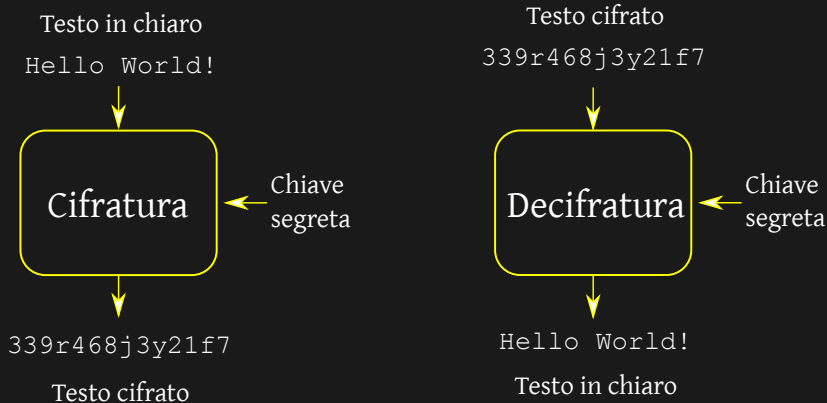 Testo in chiaro
Hello World!
Cifratura
Chiave
segreta
339r468j3y21f7
Testo cifrato
Testo cifrato
339r468j3y21f7
Decifratura
Chiave
segreta
Hello World!
Testo in chiaro